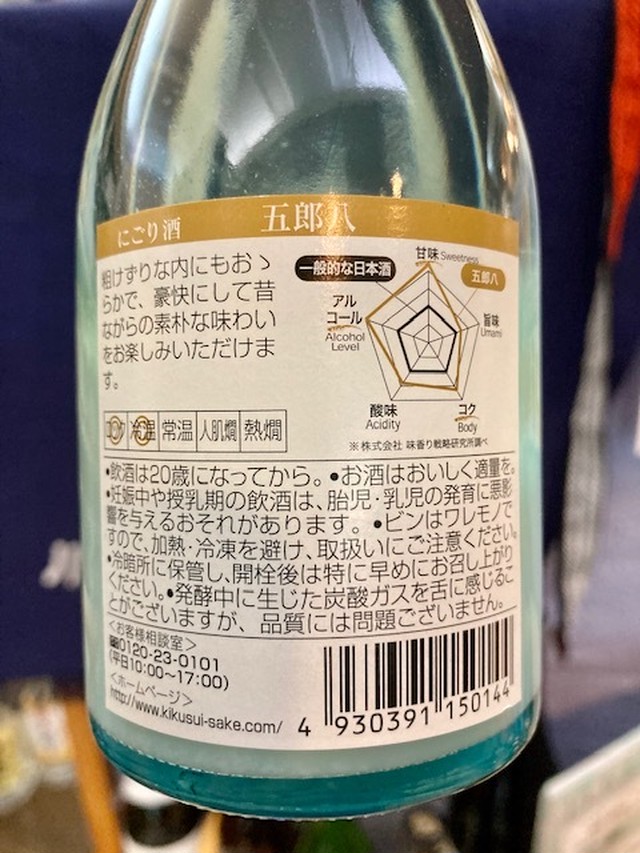 にごり酒
五郎八
粗けずりな内にもおゝ
らかで、豪快にして昔
ながらの素朴な味わい
をお楽しみいただけま
す。
一般的な日本酒
五郎八
甘味 Sweetness
旨味
Umami
コク
Body
酸味
Acidity
アル
コール
Alcohol
Level
※株式会社 味香り戦略研究所調べ
ロック 冷温 常温 人肌燗 熱燗
•飲酒は20歳になってから。•お酒はおいしく適量を。
•妊娠中や授乳期の飲酒は、胎児・乳児の発育に悪影
響を与えるおそれがあります。•ビンはワレモノで
すので、加熱・冷凍を避け、取扱いにご注意ください。
•冷暗所に保管し、開栓後は特に早めにお召し上がり
ください。•発酵中に生じた炭酸ガスを舌に感じるこ
とがございますが、品質には問題ございません。
＜お客様相談室＞
0120-23-0101
(平日10:00〜17:00)
＜ホームページ＞
http://www.kikusui-sake.com/
4 930391 150144